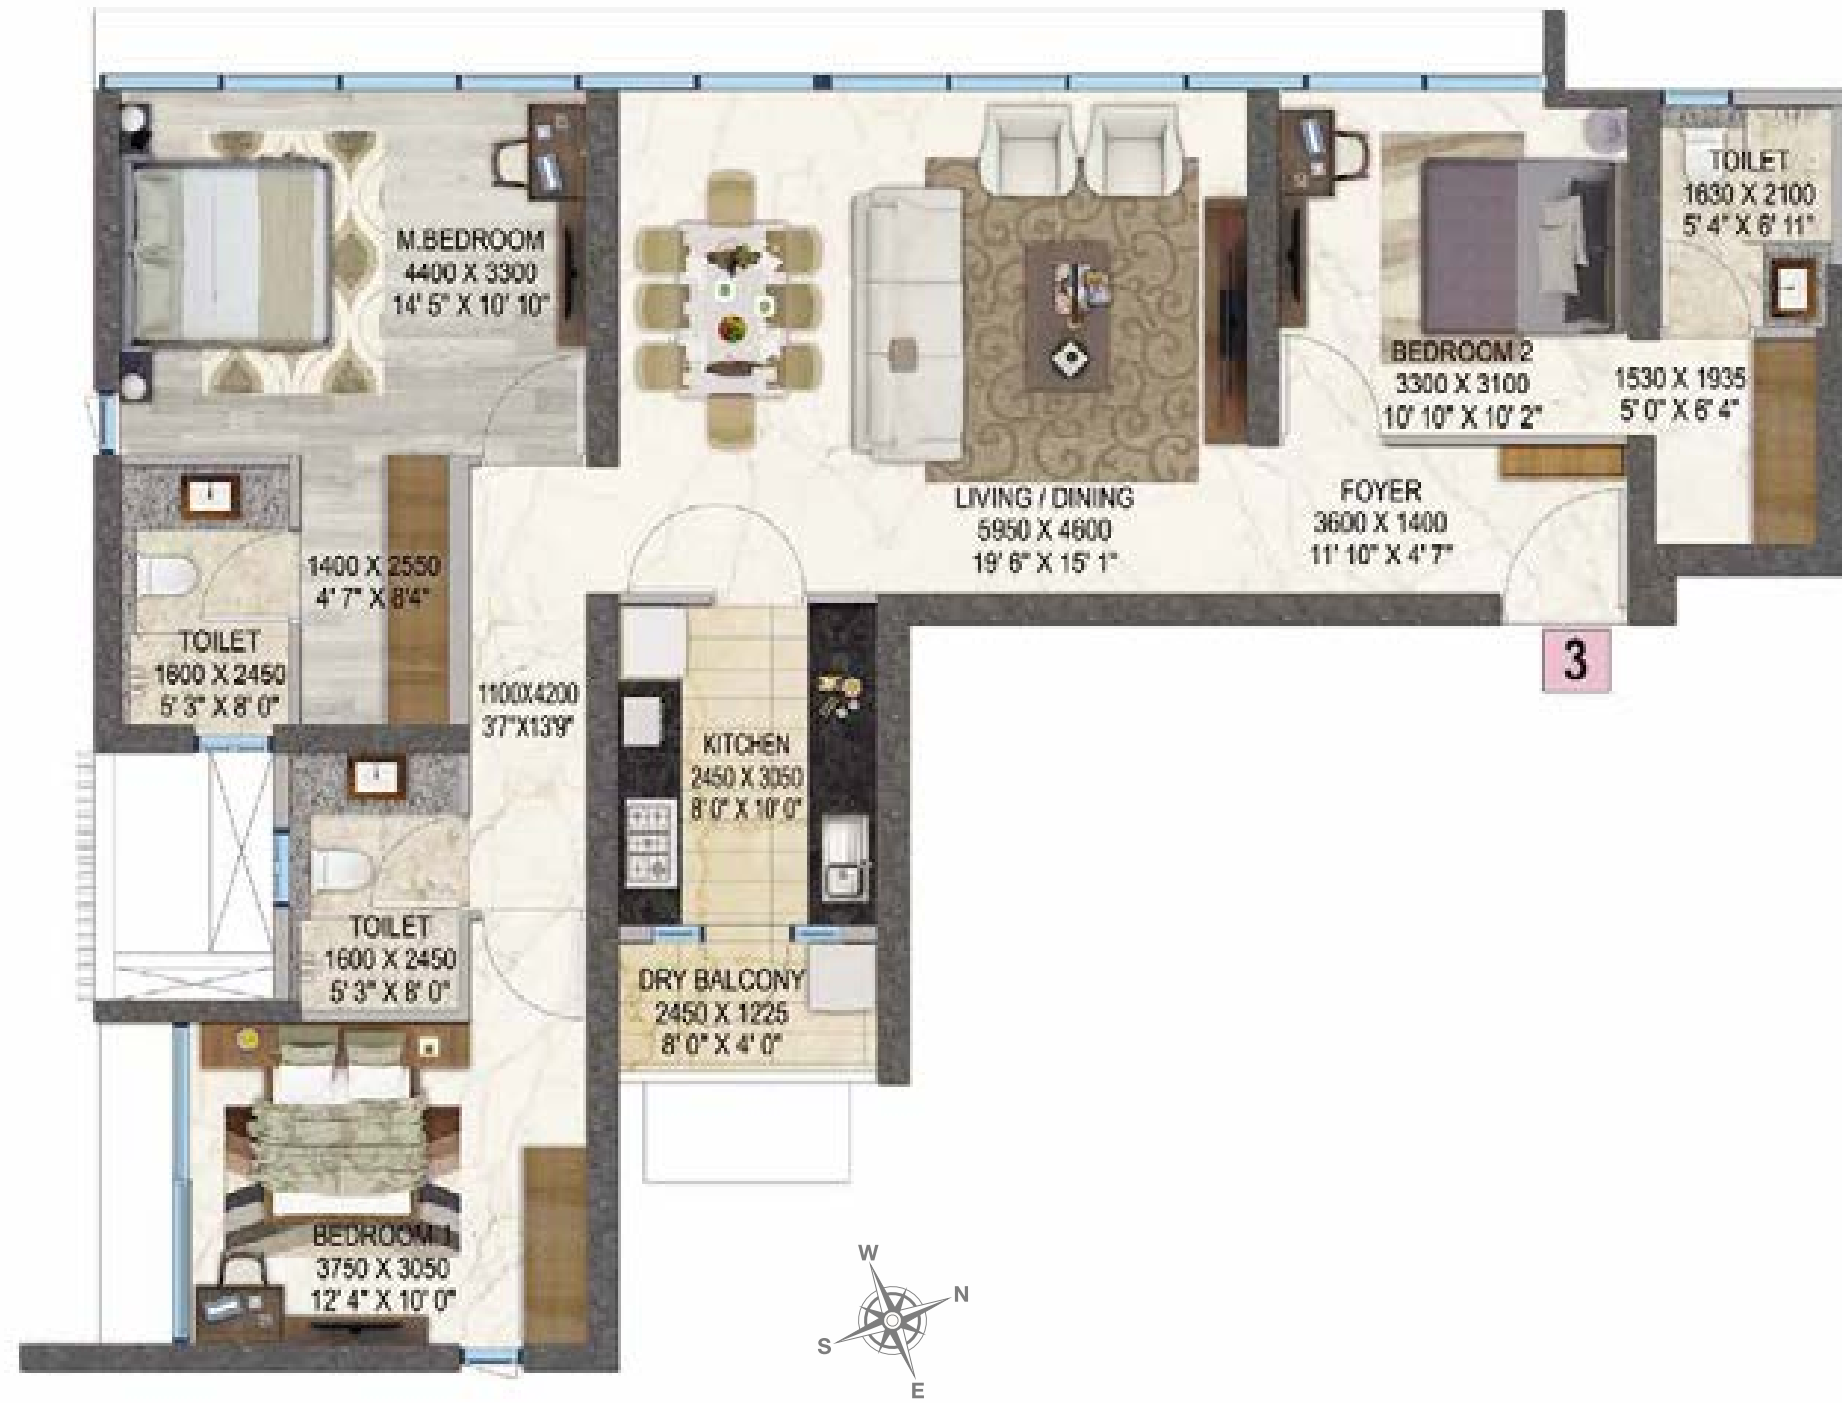 M.BEDROOM
4400 X 3300
14' 5" X 10' 10"
TOILET
1630 X 2100
5' 4" X 6' 11"
BEDROOM 2
3300 X 3100
10' 10" X 10' 2"
1530 X 1935
5' 0" X 6' 4"
LIVING / DINING
5950 X 4600
19' 6" X 15' 1"
FOYER
3600 X 1400
11' 10" X 4' 7"
1400 X 2550
4' 7" X 8'4"
TOILET
1600 X 2450
5' 3" X 8' 0"
1100X4200
3'7"X13'9"
3
KITCHEN
2450 X 3050
8' 0" X 10' 0"
TOILET
1600 X 2450
5' 3" X 8' 0"
DRY BALCONY
2450 X 1225
8' 0" X 4' 0"
BEDROOM 1
3750 X 3050
12' 4" X 10' 0"
W
N
S
E